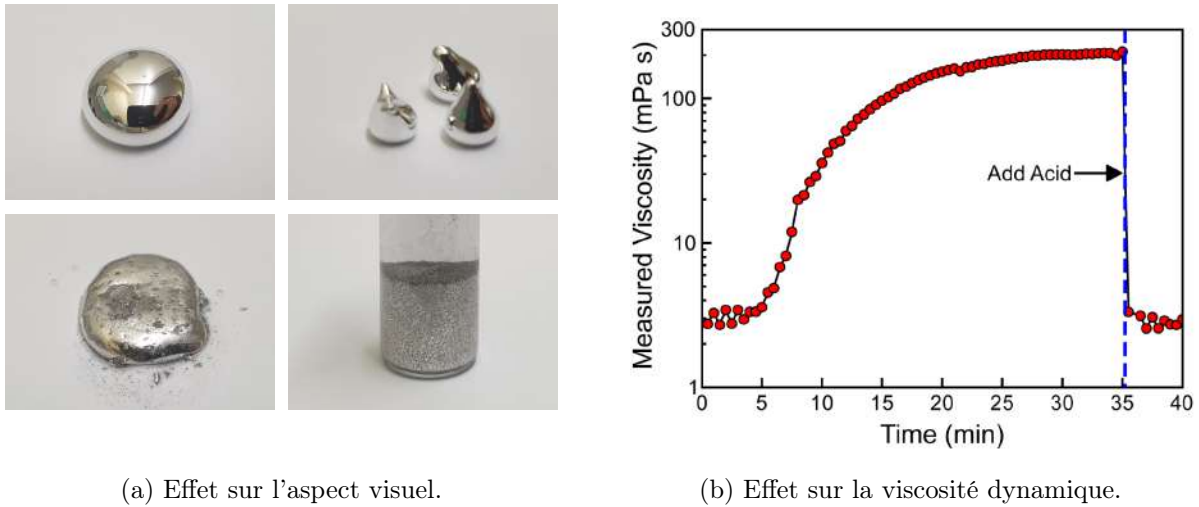 300
100
10
1
Measured Viscosity (mPa s)
Add Acid
0 5 10 15 20 25 30 35 40
Time (min)
(a) Effet sur l'aspect visuel.
(b) Effet sur la viscosité dynamique.